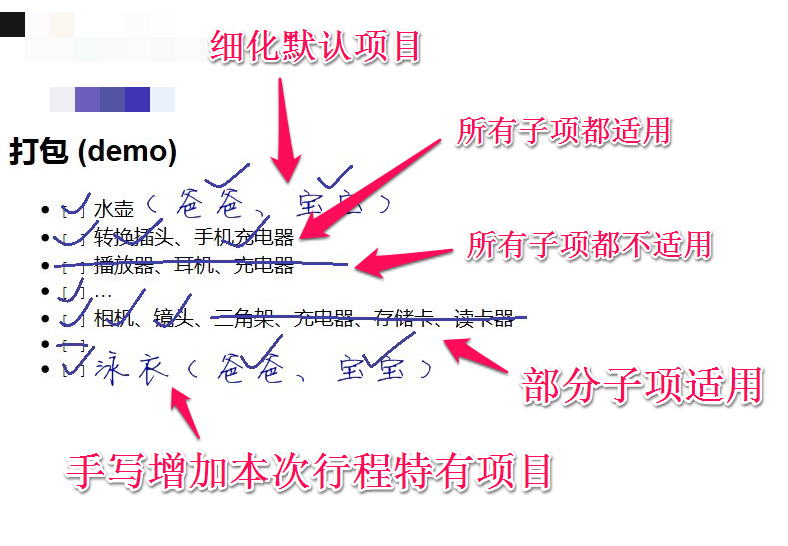 细化默认项目
所有子项都适用
打包 (demo)
[ ] 水壶（爸爸、宝宝）
[ ] 转换插头、手机充电器
所有子项都不适用
[ ] 播放器、耳机、充电器
[ ] ...
[ ] 相机、镜头、三角架、充电器、存储卡、读卡器
[ ]
[ ] 泳衣（爸爸、宝宝）
部分子项适用
手写增加本次行程特有项目